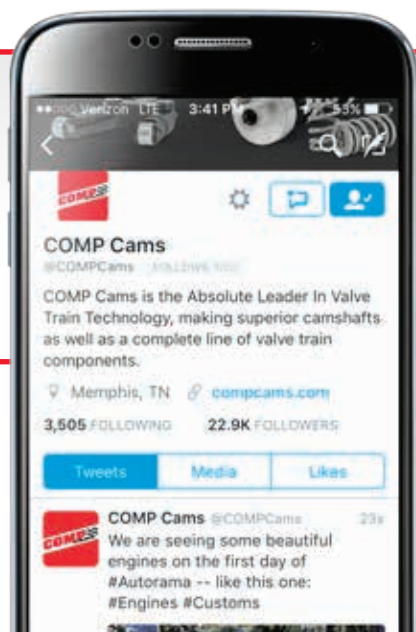 Verizon LTE 3:41 PM 53%
COMP
COMP Cams
@COMPCams FOLLOWS YOU
COMP Cams is the Absolute Leader In Valve
Train Technology, making superior camshafts
as well as a complete line of valve train
components.
Memphis, TN compcams.com
3,505 FOLLOWING 22.9K FOLLOWERS
Tweets Media Likes
COMP Cams @COMPCams 23s
COMP
We are seeing some beautiful
engines on the first day of
#Autorama -- like this one:
#Engines #Customs